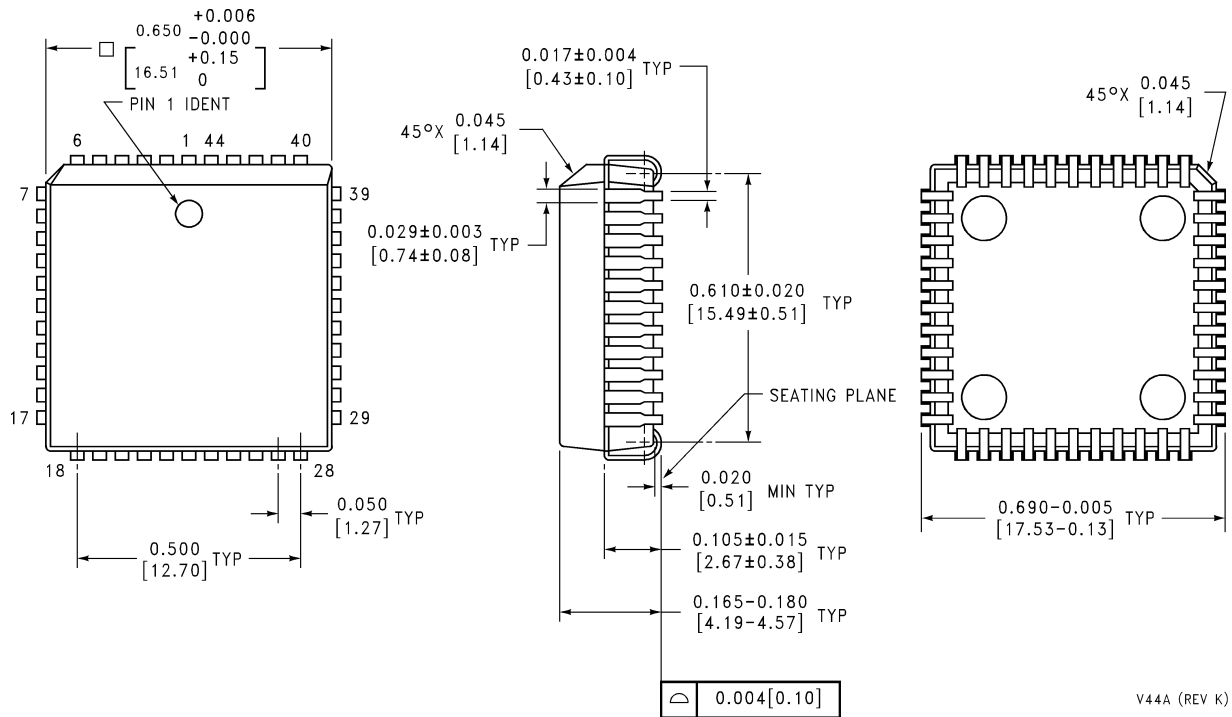 0.650 +0.006 -0.000
[16.51 +0.15 0]
PIN 1 IDENT
6 1 44 40
7 39
17 29
18 28
0.050
[1.27] TYP
0.500
[12.70] TYP
0.017±0.004
[0.43±0.10] TYP
45°X 0.045
[1.14]
0.029±0.003
[0.74±0.08] TYP
0.610±0.020
[15.49±0.51] TYP
SEATING PLANE
0.020
[0.51] MIN TYP
0.105±0.015
[2.67±0.38] TYP
0.165-0.180
[4.19-4.57] TYP
0.004[0.10]
45°X 0.045
[1.14]
0.690-0.005
[17.53-0.13] TYP
V44A (REV K)